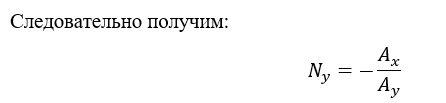 Следовательно получим:
N_y = -\frac{A_x}{A_y}